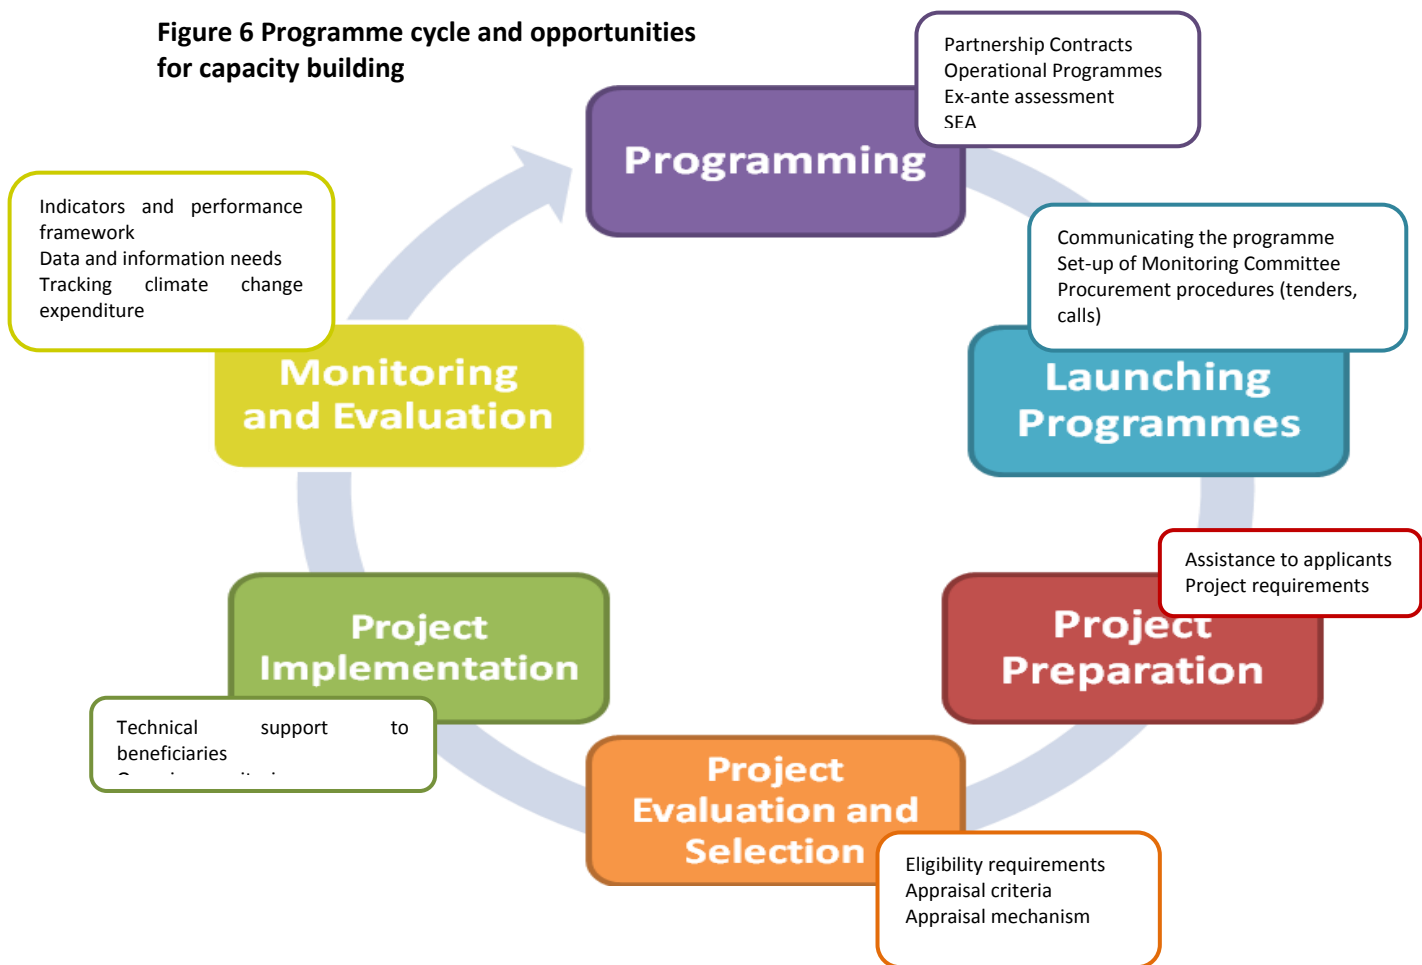 Figure 6 Programme cycle and opportunities
for capacity building
Partnership Contracts
Operational Programmes
Ex-ante assessment
SEA
Programming
Communicating the programme
Set-up of Monitoring Committee
Procurement procedures (tenders,
calls)
Launching
Programmes
Assistance to applicants
Project requirements
Project
Preparation
Project
Evaluation and
Selection
Eligibility requirements
Appraisal criteria
Appraisal mechanism
Project
Implementation
Technical support to
beneficiaries
Indicators and performance
framework
Data and information needs
Tracking climate change
expenditure
Monitoring
and Evaluation